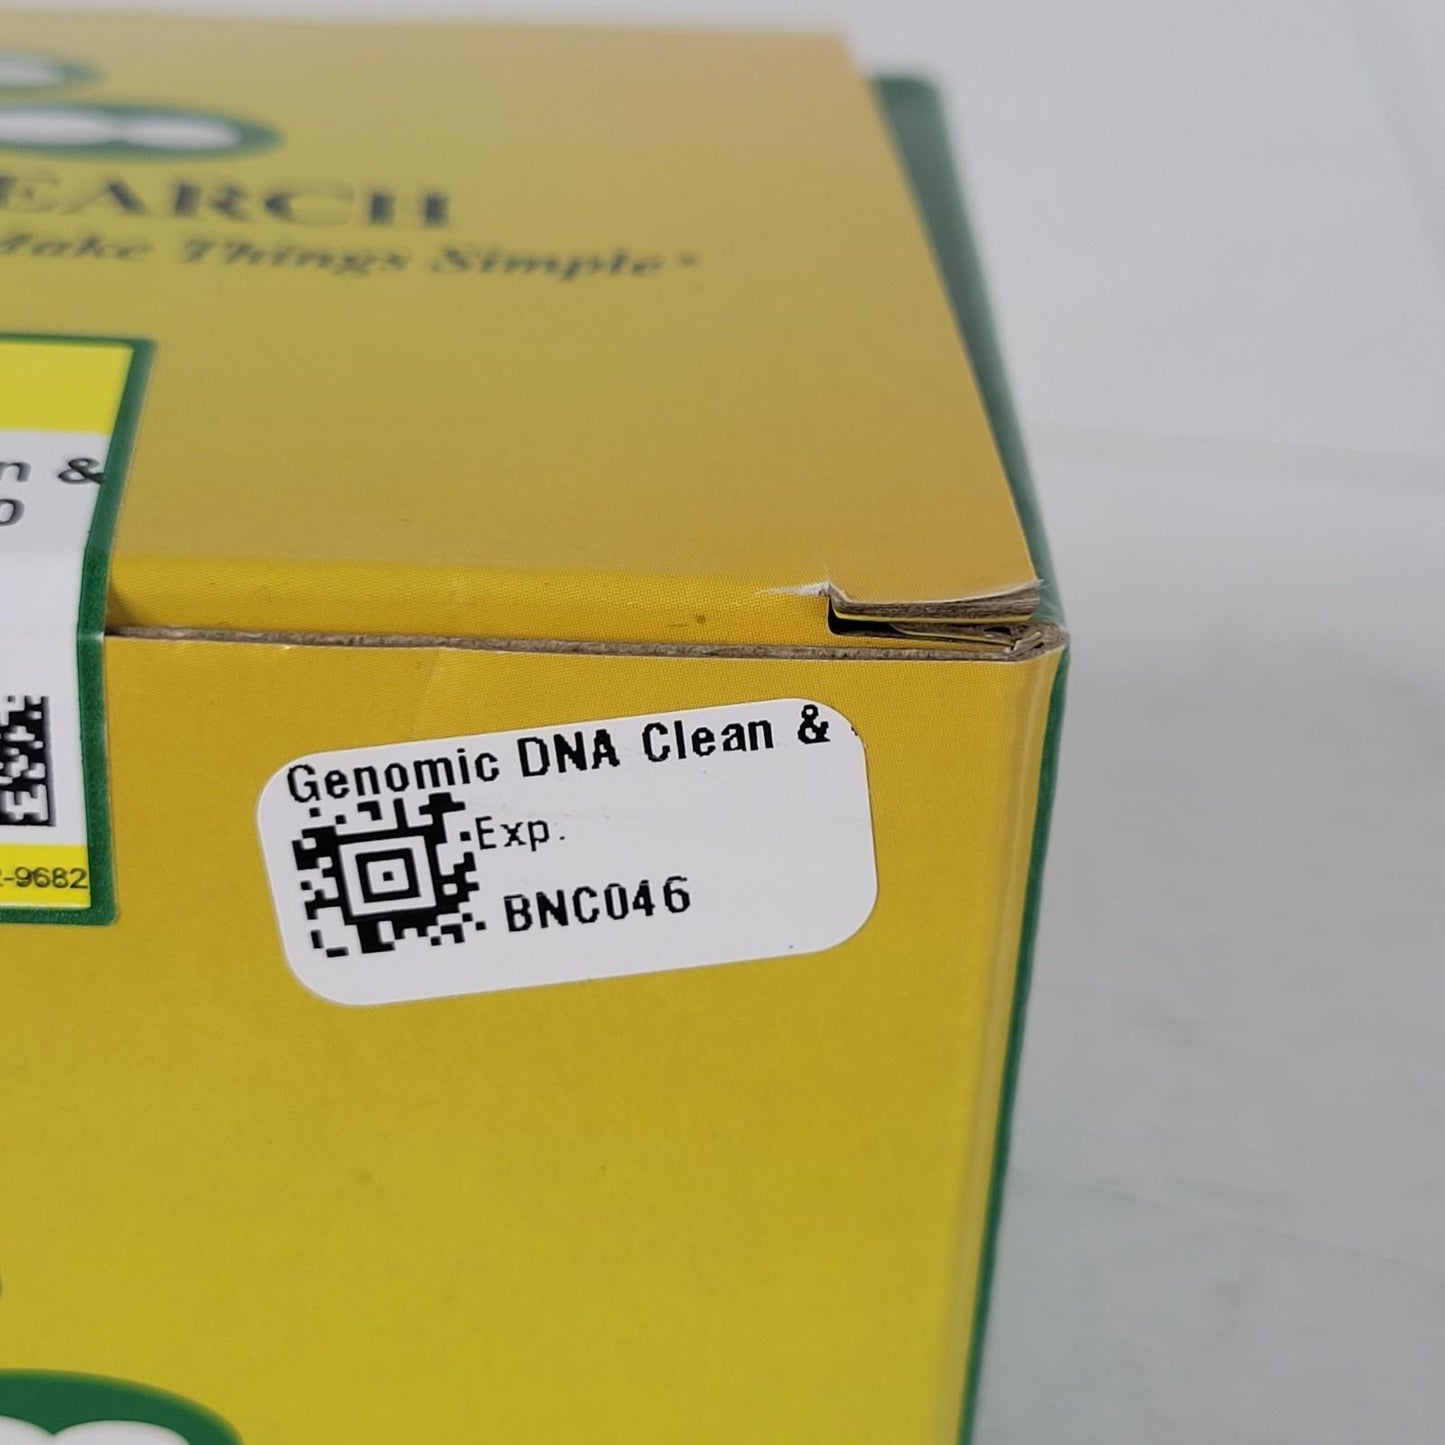 EARCH
Make Things Simple
n &
o
-9682
Genomic DNA Clean &
Exp.
BNC046